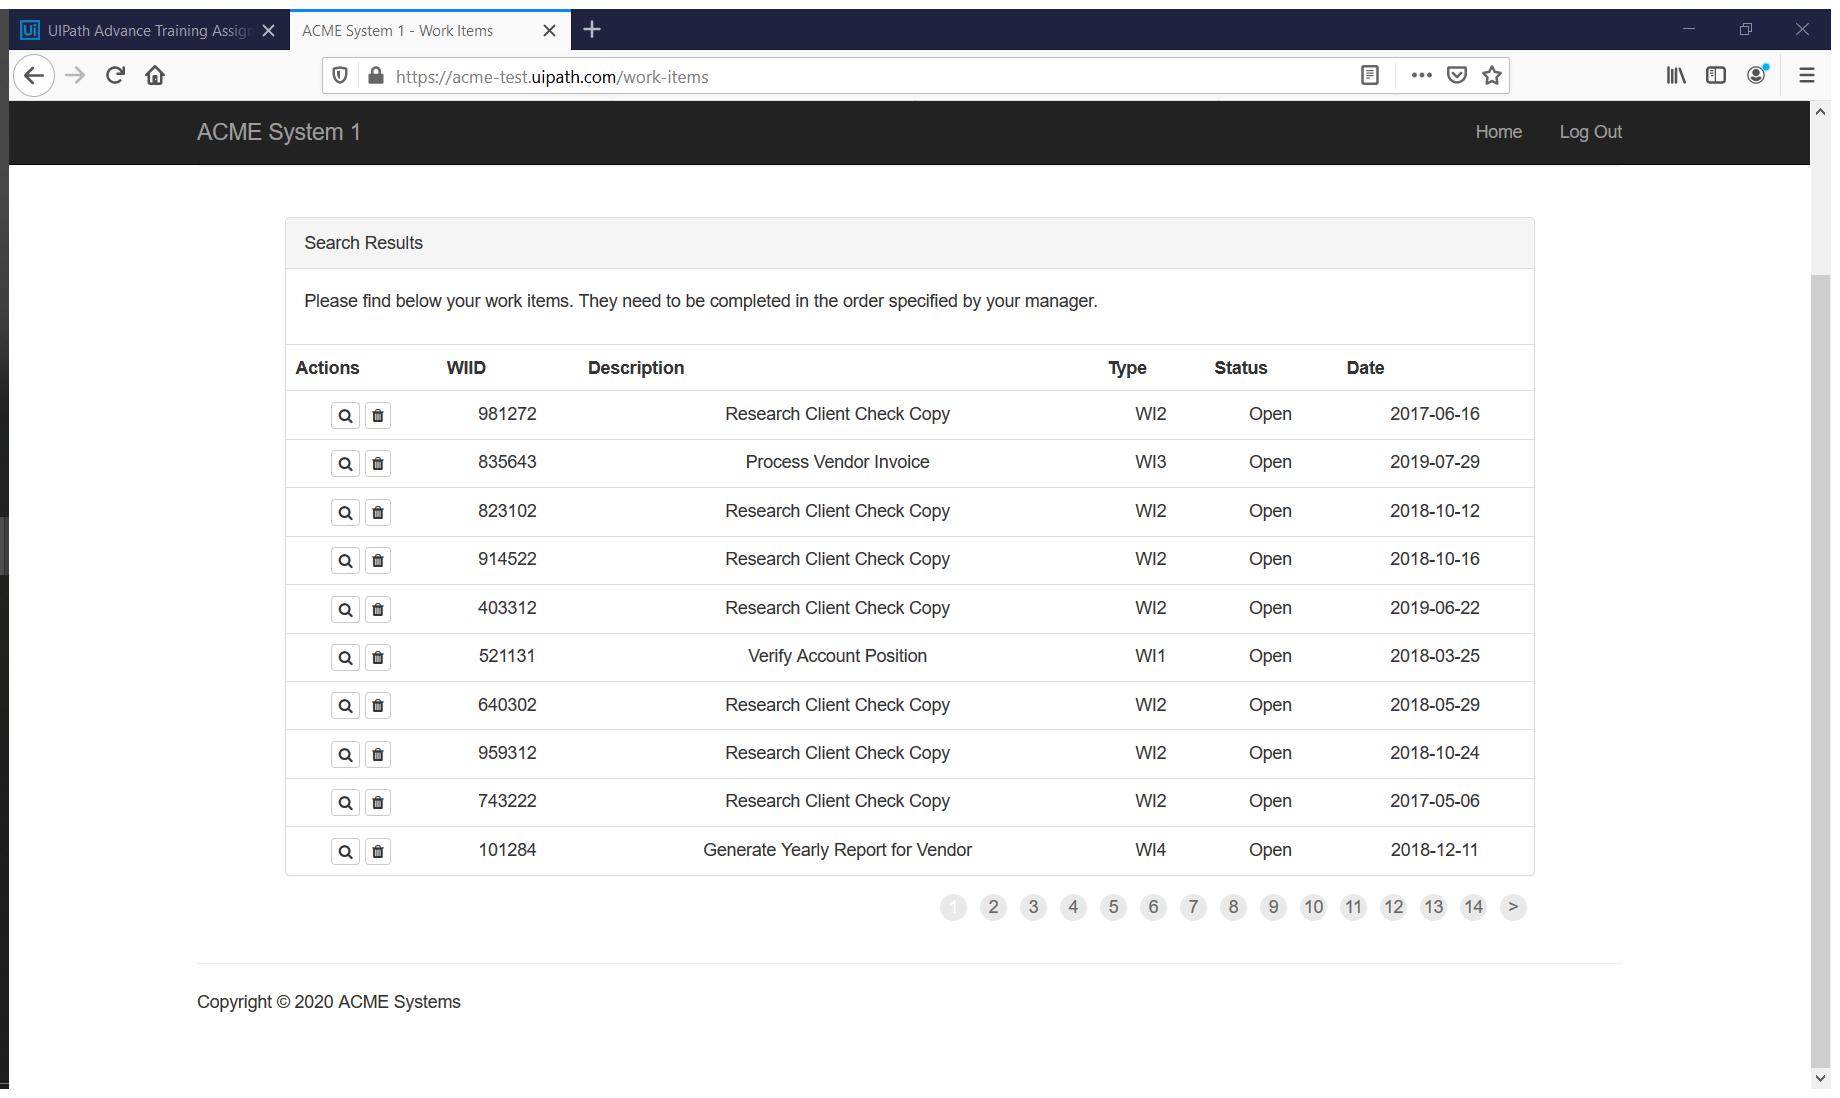 UIPath Advance Training Assign
ACME System 1 - Work Items
https://acme-test.uipath.com/work-items
ACME System 1
Home
Log Out
Search Results
Please find below your work items. They need to be completed in the order specified by your manager.
Actions WIID Description Type Status Date
981272 Research Client Check Copy WI2 Open 2017-06-16
835643 Process Vendor Invoice WI3 Open 2019-07-29
823102 Research Client Check Copy WI2 Open 2018-10-12
914522 Research Client Check Copy WI2 Open 2018-10-16
403312 Research Client Check Copy WI2 Open 2019-06-22
521131 Verify Account Position WI1 Open 2018-03-25
640302 Research Client Check Copy WI2 Open 2018-05-29
959312 Research Client Check Copy WI2 Open 2018-10-24
743222 Research Client Check Copy WI2 Open 2017-05-06
101284 Generate Yearly Report for Vendor WI4 Open 2018-12-11
1 2 3 4 5 6 7 8 9 10 11 12 13 14 >
Copyright © 2020 ACME Systems